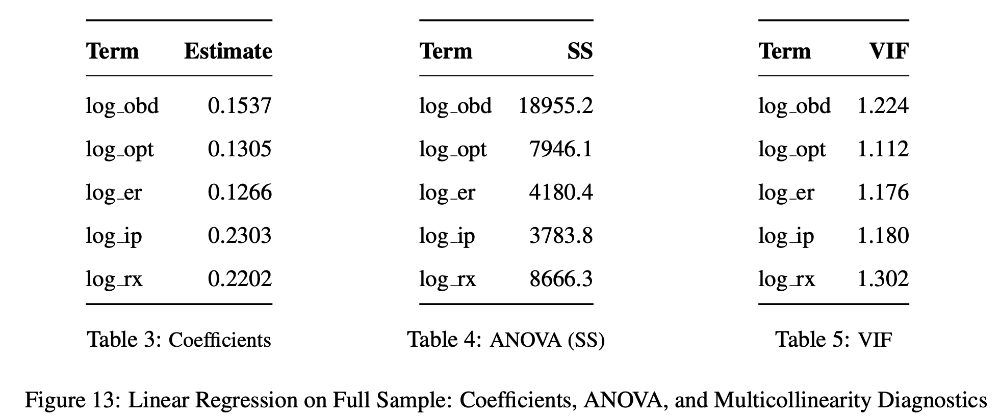 Term Estimate
log_obd 0.1537
log_opt 0.1305
log_er 0.1266
log_ip 0.2303
log_rx 0.2202
Table 3: Coefficients
Term SS
log_obd 18955.2
log_opt 7946.1
log_er 4180.4
log_ip 3783.8
log_rx 8666.3
Table 4: ANOVA (SS)
Term VIF
log_obd 1.224
log_opt 1.112
log_er 1.176
log_ip 1.180
log_rx 1.302
Table 5: VIF
Figure 13: Linear Regression on Full Sample: Coefficients, ANOVA, and Multicollinearity Diagnostics